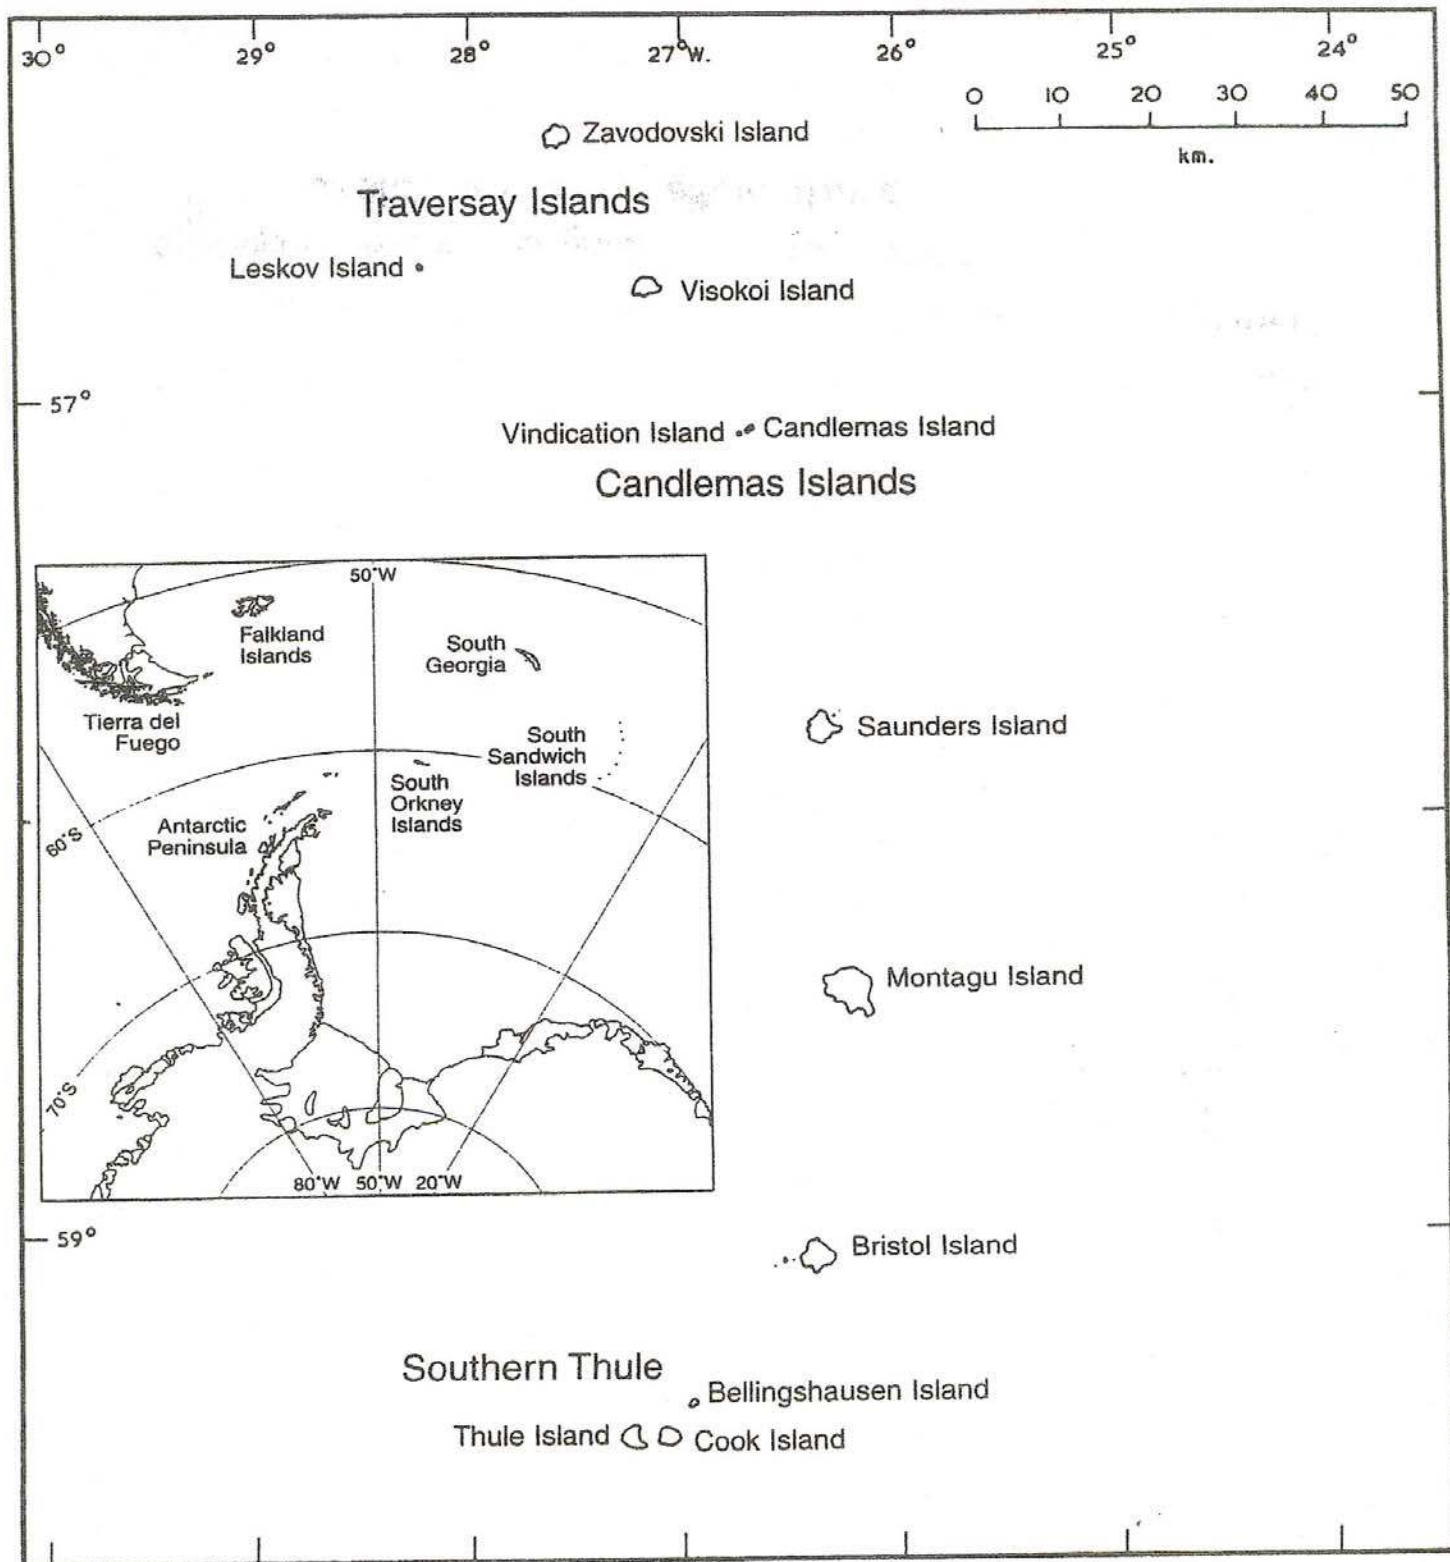 30° 29° 28° 27°W. 26° 25° 24°
0 10 20 30 40 50
km.
Zavodovski Island
Traversay Islands
Leskov Island
Visokoi Island
57°
Vindication Island
Candlemas Island
Candlemas Islands
50°W
Falkland
Islands
South
Georgia
Tierra del
Fuego
South
Sandwich
Islands
South
Orkney
Islands
Antarctic
Peninsula
60°S
70°S
80°W 50°W 20°W
Saunders Island
Montagu Island
59°
Bristol Island
Southern Thule
Bellingshausen Island
Thule Island
Cook Island